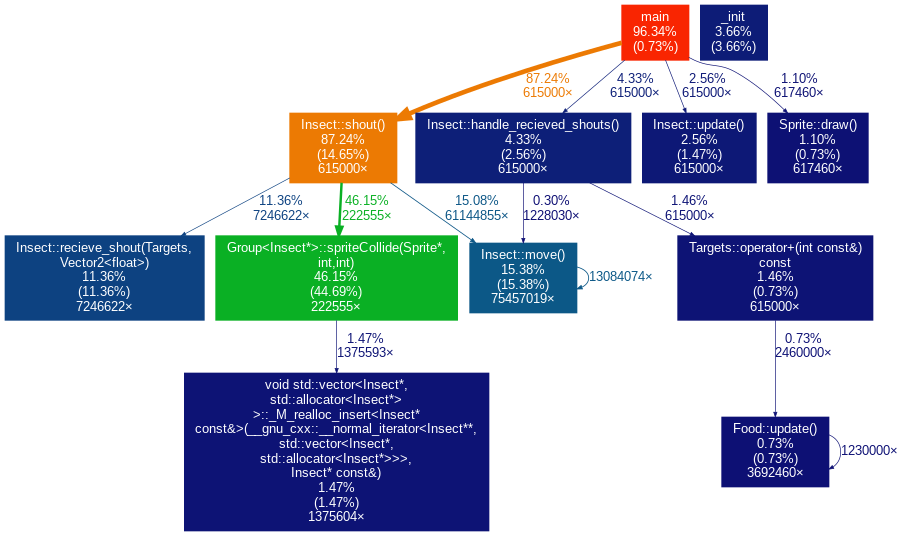 main
96.34%
(0.73%)
_init
3.66%
(3.66%)
87.24%
615000×
4.33%
615000×
2.56%
615000×
1.10%
617460×
Insect::shout()
87.24%
(14.65%)
615000×
Insect::handle_recieved_shouts()
4.33%
(2.56%)
615000×
Insect::update()
2.56%
(1.47%)
615000×
Sprite::draw()
1.10%
(0.73%)
617460×
11.36%
7246622×
46.15%
222555×
15.08%
61144855×
0.30%
1228030×
1.46%
615000×
Insect::recieve_shout(Targets,
Vector2<float>)
11.36%
(11.36%)
7246622×
Group<Insect*>::spriteCollide(Sprite*,
int,int)
46.15%
(44.69%)
222555×
Insect::move()
15.38%
(15.38%)
75457019×
13084074×
Targets::operator+(int const&)
const
1.46%
(0.73%)
615000×
1.47%
1375593×
0.73%
2460000×
void std::vector<Insect*,
std::allocator<Insect*>
>::_M_realloc_insert<Insect*
const&>(__gnu_cxx::__normal_iterator<Insect**,
std::vector<Insect*,
std::allocator<Insect*>>>,
Insect* const&)
1.47%
(1.47%)
1375604×
Food::update()
0.73%
(0.73%)
3692460×
1230000×